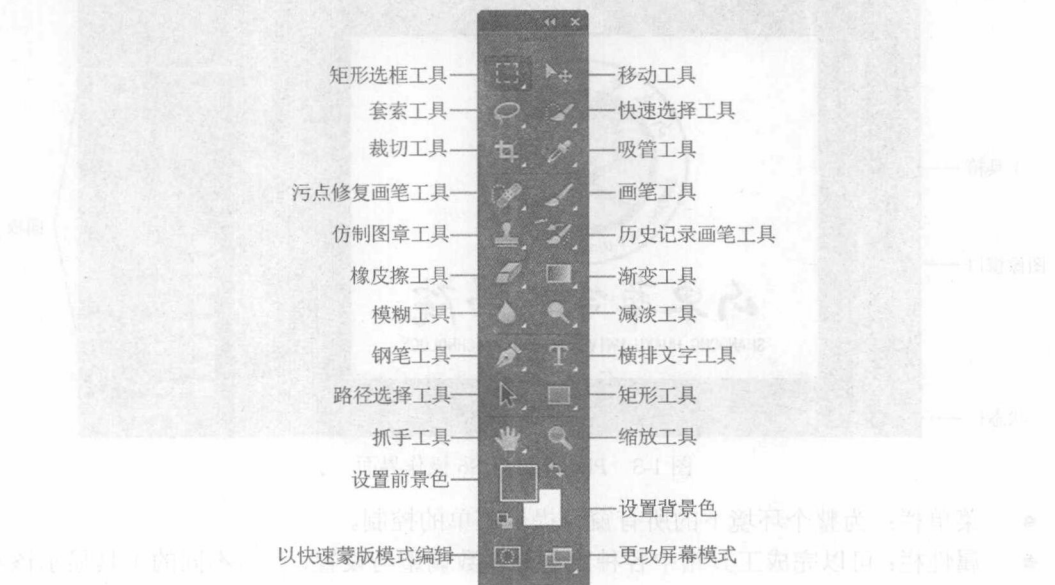 矩形选框工具 移动工具
套索工具 快速选择工具
裁切工具 吸管工具
污点修复画笔工具 画笔工具
仿制图章工具 历史记录画笔工具
橡皮擦工具 渐变工具
模糊工具 减淡工具
钢笔工具 横排文字工具
路径选择工具 矩形工具
抓手工具 缩放工具
设置前景色
设置背景色
以快速蒙版模式编辑 更改屏幕模式